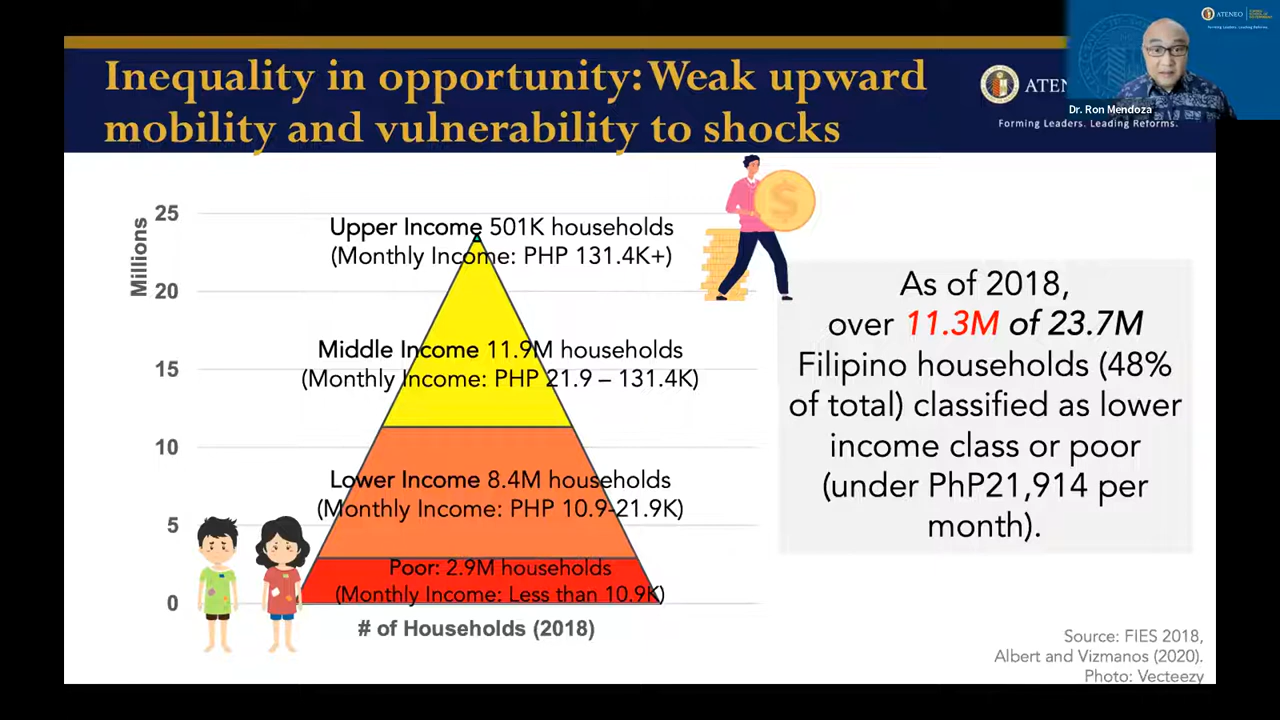 ATENEO
Inequality in opportunity: Weak upward
mobility and vulnerability to shocks
Dr. Ron Mendoza
Forming Leaders. Leading Reforms.
Millions
25
20
15
10
5
0
Upper Income 501K households
(Monthly Income: PHP 131.4K+)
Middle Income 11.9M households
(Monthly Income: PHP 21.9 – 131.4K)
Lower Income 8.4M households
(Monthly Income: PHP 10.9-21.9K)
Poor: 2.9M households
(Monthly Income: Less than 10.9K)
# of Households (2018)
As of 2018,
over 11.3M of 23.7M
Filipino households (48%
of total) classified as lower
income class or poor
(under PhP21,914 per
month).
Source: FIES 2018,
Albert and Vizmanos (2020).
Photo: Vecteezy